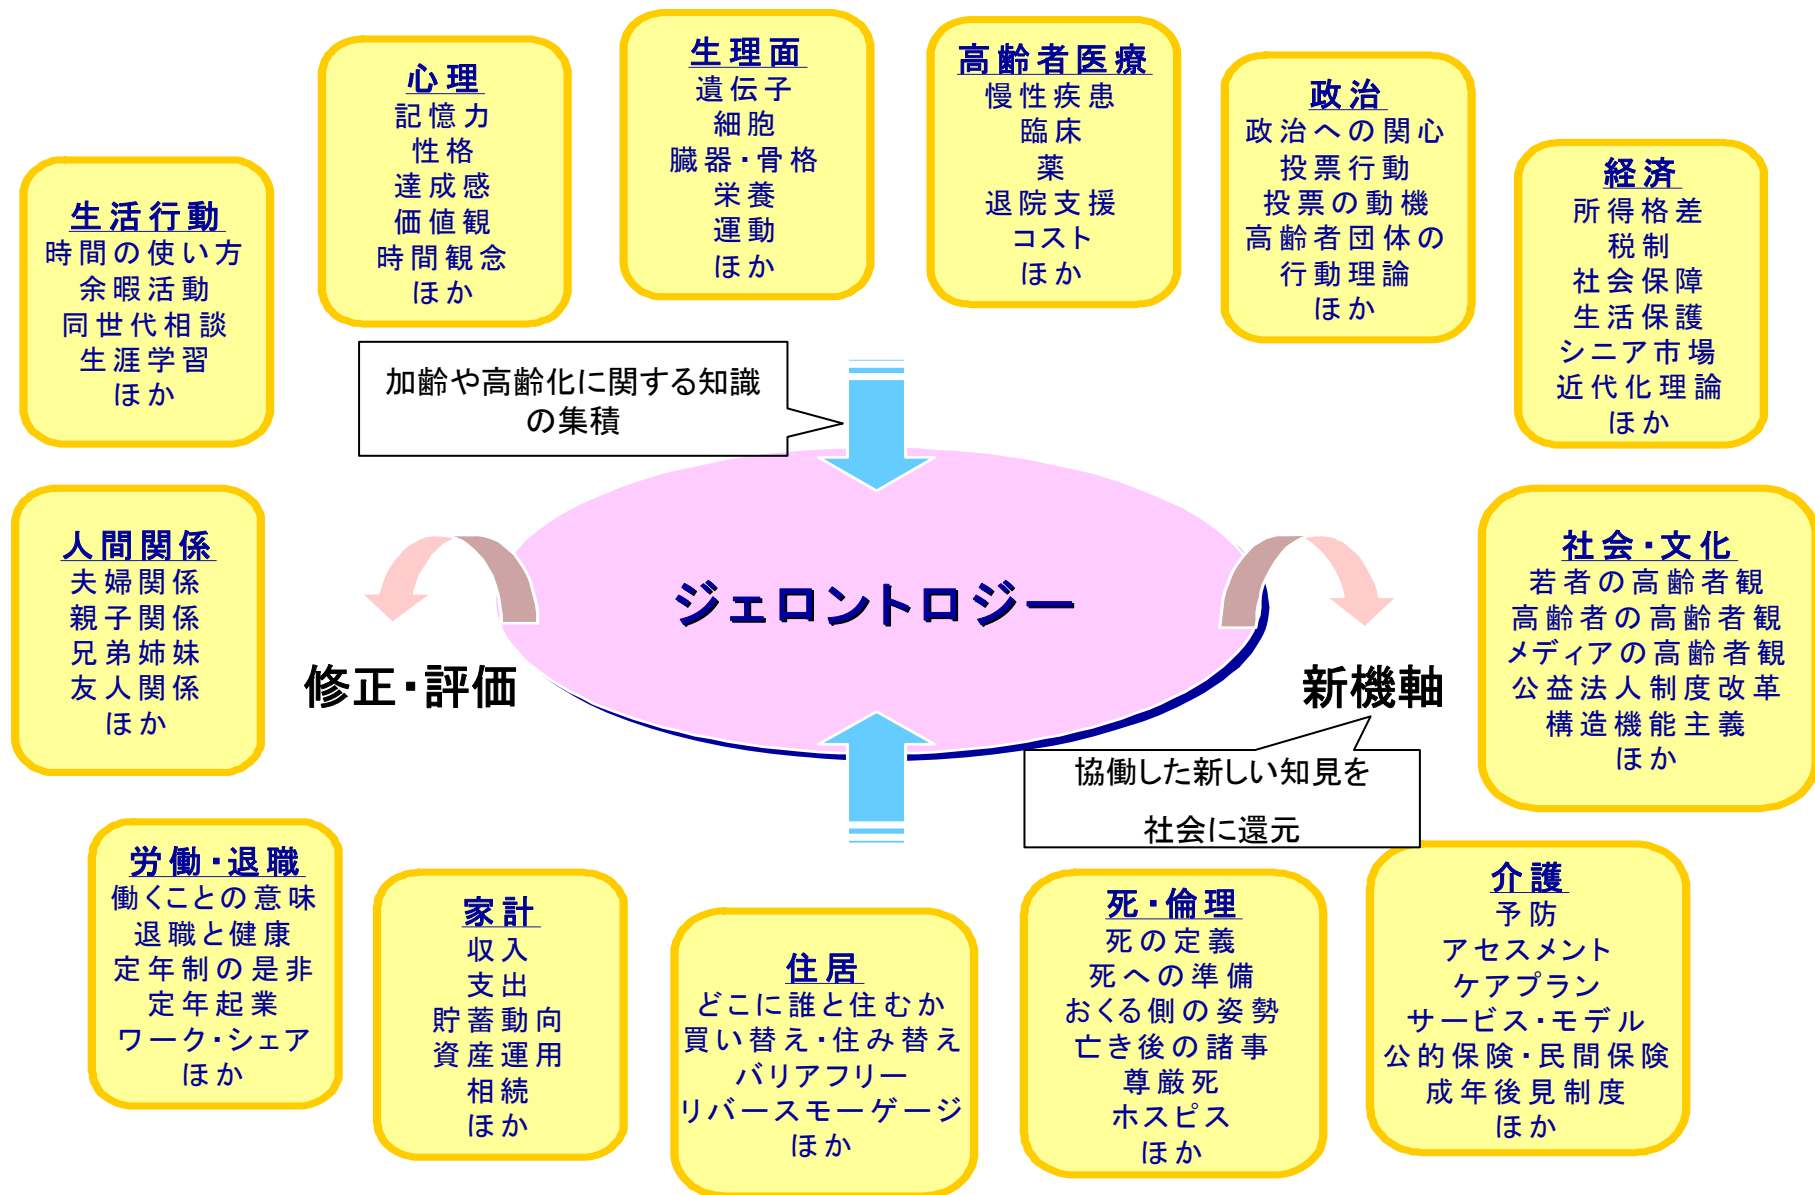 生活行動
時間の使い方
余暇活動
同世代相談
生涯学習
ほか
心理
記憶力
性格
達成感
価値観
時間観念
ほか
生理面
遺伝子
細胞
臓器・骨格
栄養
運動
ほか
高齢者医療
慢性疾患
臨床
薬
退院支援
コスト
ほか
政治
政治への関心
投票行動
投票の動機
高齢者団体の
行動理論
ほか
経済
所得格差
税制
社会保障
生活保護
シニア市場
近代化理論
ほか
加齢や高齢化に関する知識
の集積
人間関係
夫婦関係
親子関係
兄弟姉妹
友人関係
ほか
ジェロントロジー
修正・評価
新機軸
協働した新しい知見を
社会に還元
社会・文化
若者の高齢者観
高齢者の高齢者観
メディアの高齢者観
公益法人制度改革
構造機能主義
ほか
労働・退職
働くことの意味
退職と健康
定年制の是非
定年起業
ワーク・シェア
ほか
家計
収入
支出
貯蓄動向
資産運用
相続
ほか
住居
どこに誰と住むか
買い替え・住み替え
バリアフリー
リバースモーゲージ
ほか
死・倫理
死の定義
死への準備
おくる側の姿勢
亡き後の諸事
尊厳死
ホスピス
ほか
介護
予防
アセスメント
ケアプラン
サービス・モデル
公的保険・民間保険
成年後見制度
ほか